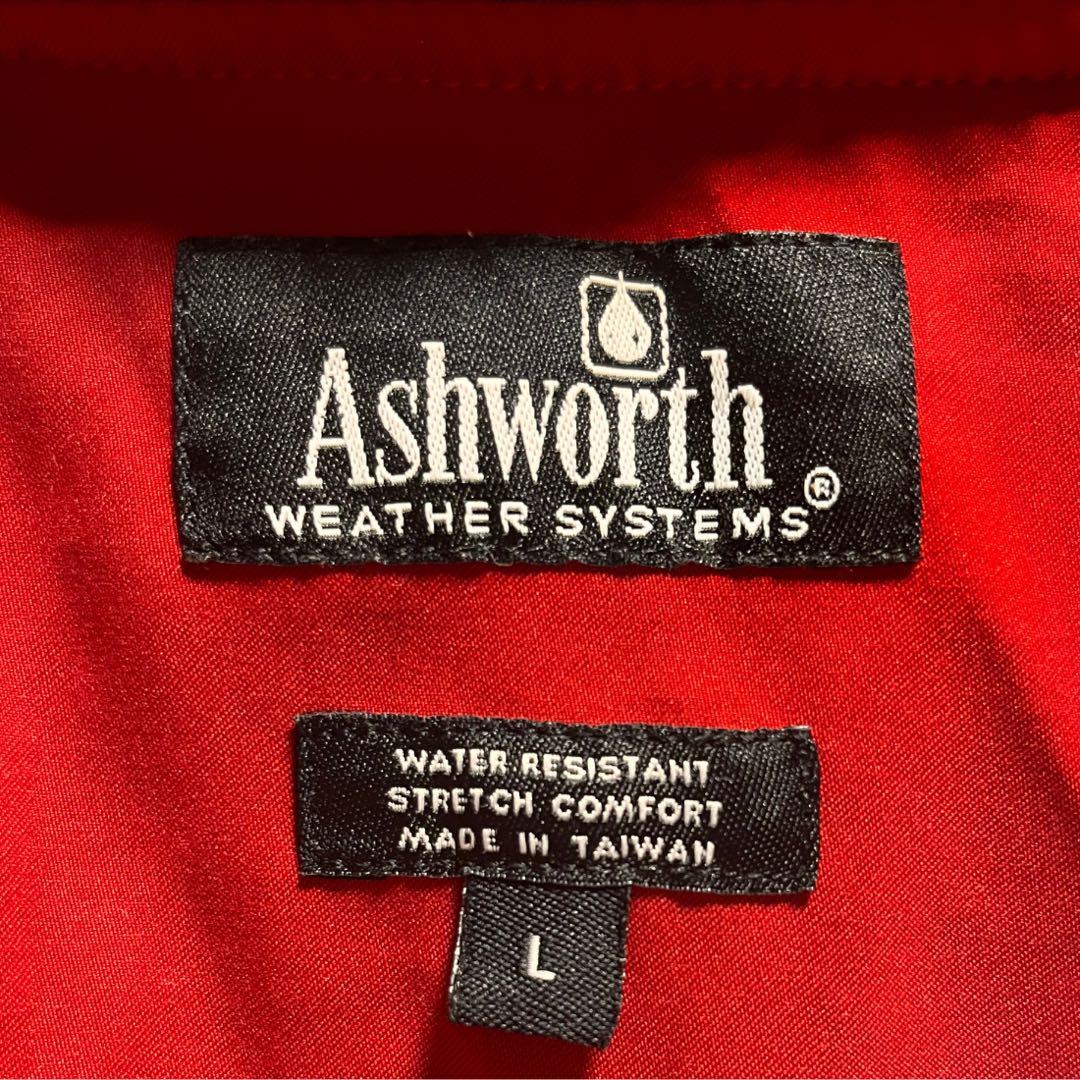 Ashworth
WEATHER SYSTEMS®
WATER RESISTANT
STRETCH COMFORT
MADE IN TAIWAN
L